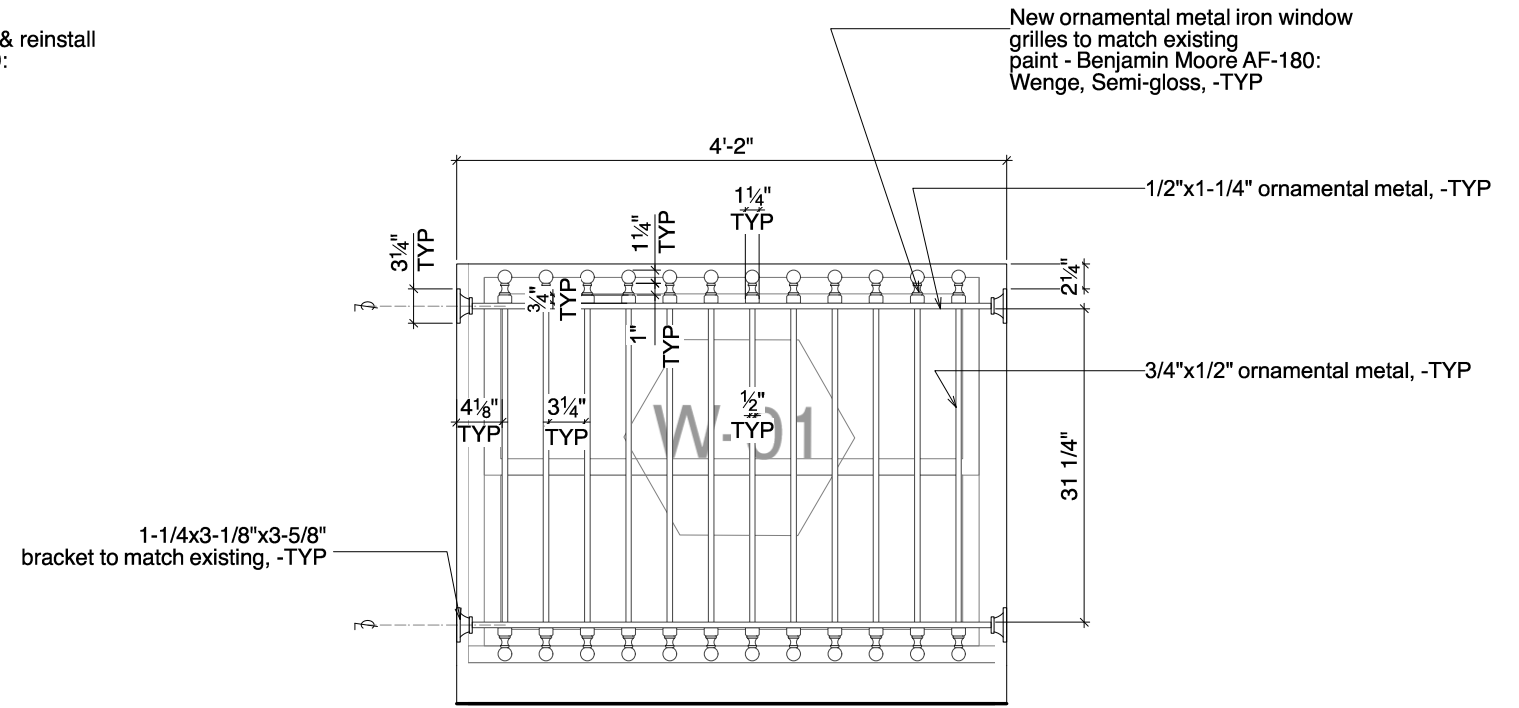 & reinstall
:
New ornamental metal iron window
grilles to match existing
paint - Benjamin Moore AF-180:
Wenge, Semi-gloss, -TYP
4'-2"
1/2"x1-1/4" ornamental metal, -TYP
1¼"
TYP
1¼"
TYP
3¼"
TYP
2¼"
¾"
TYP
1"
TYP
3/4"x1/2" ornamental metal, -TYP
4⅛"
TYP
3¼"
TYP
½"
TYP
W-01
31 1/4"
1-1/4x3-1/8"x3-5/8"
bracket to match existing, -TYP